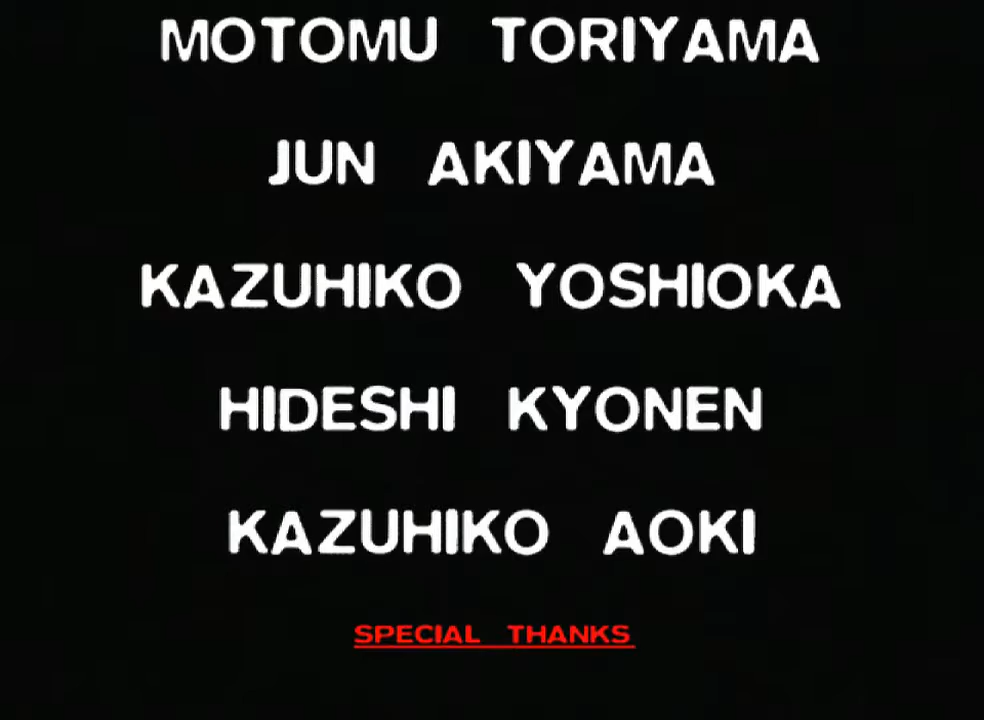 MOTOMU TORIYAMA
JUN AKIYAMA
KAZUHIKO YOSHIOKA
HIDESHI KYONEN
KAZUHIKO AOKI
SPECIAL THANKS